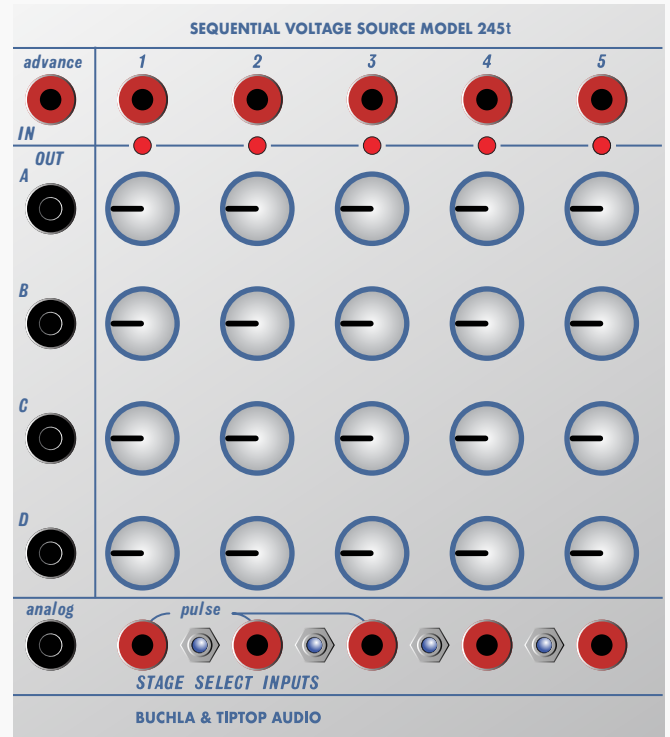 SEQUENTIAL VOLTAGE SOURCE MODEL 245t
advance 1 2 3 4 5
IN
OUT
A
B
C
D
analog pulse
STAGE SELECT INPUTS
BUCHLA & TIPTOP AUDIO